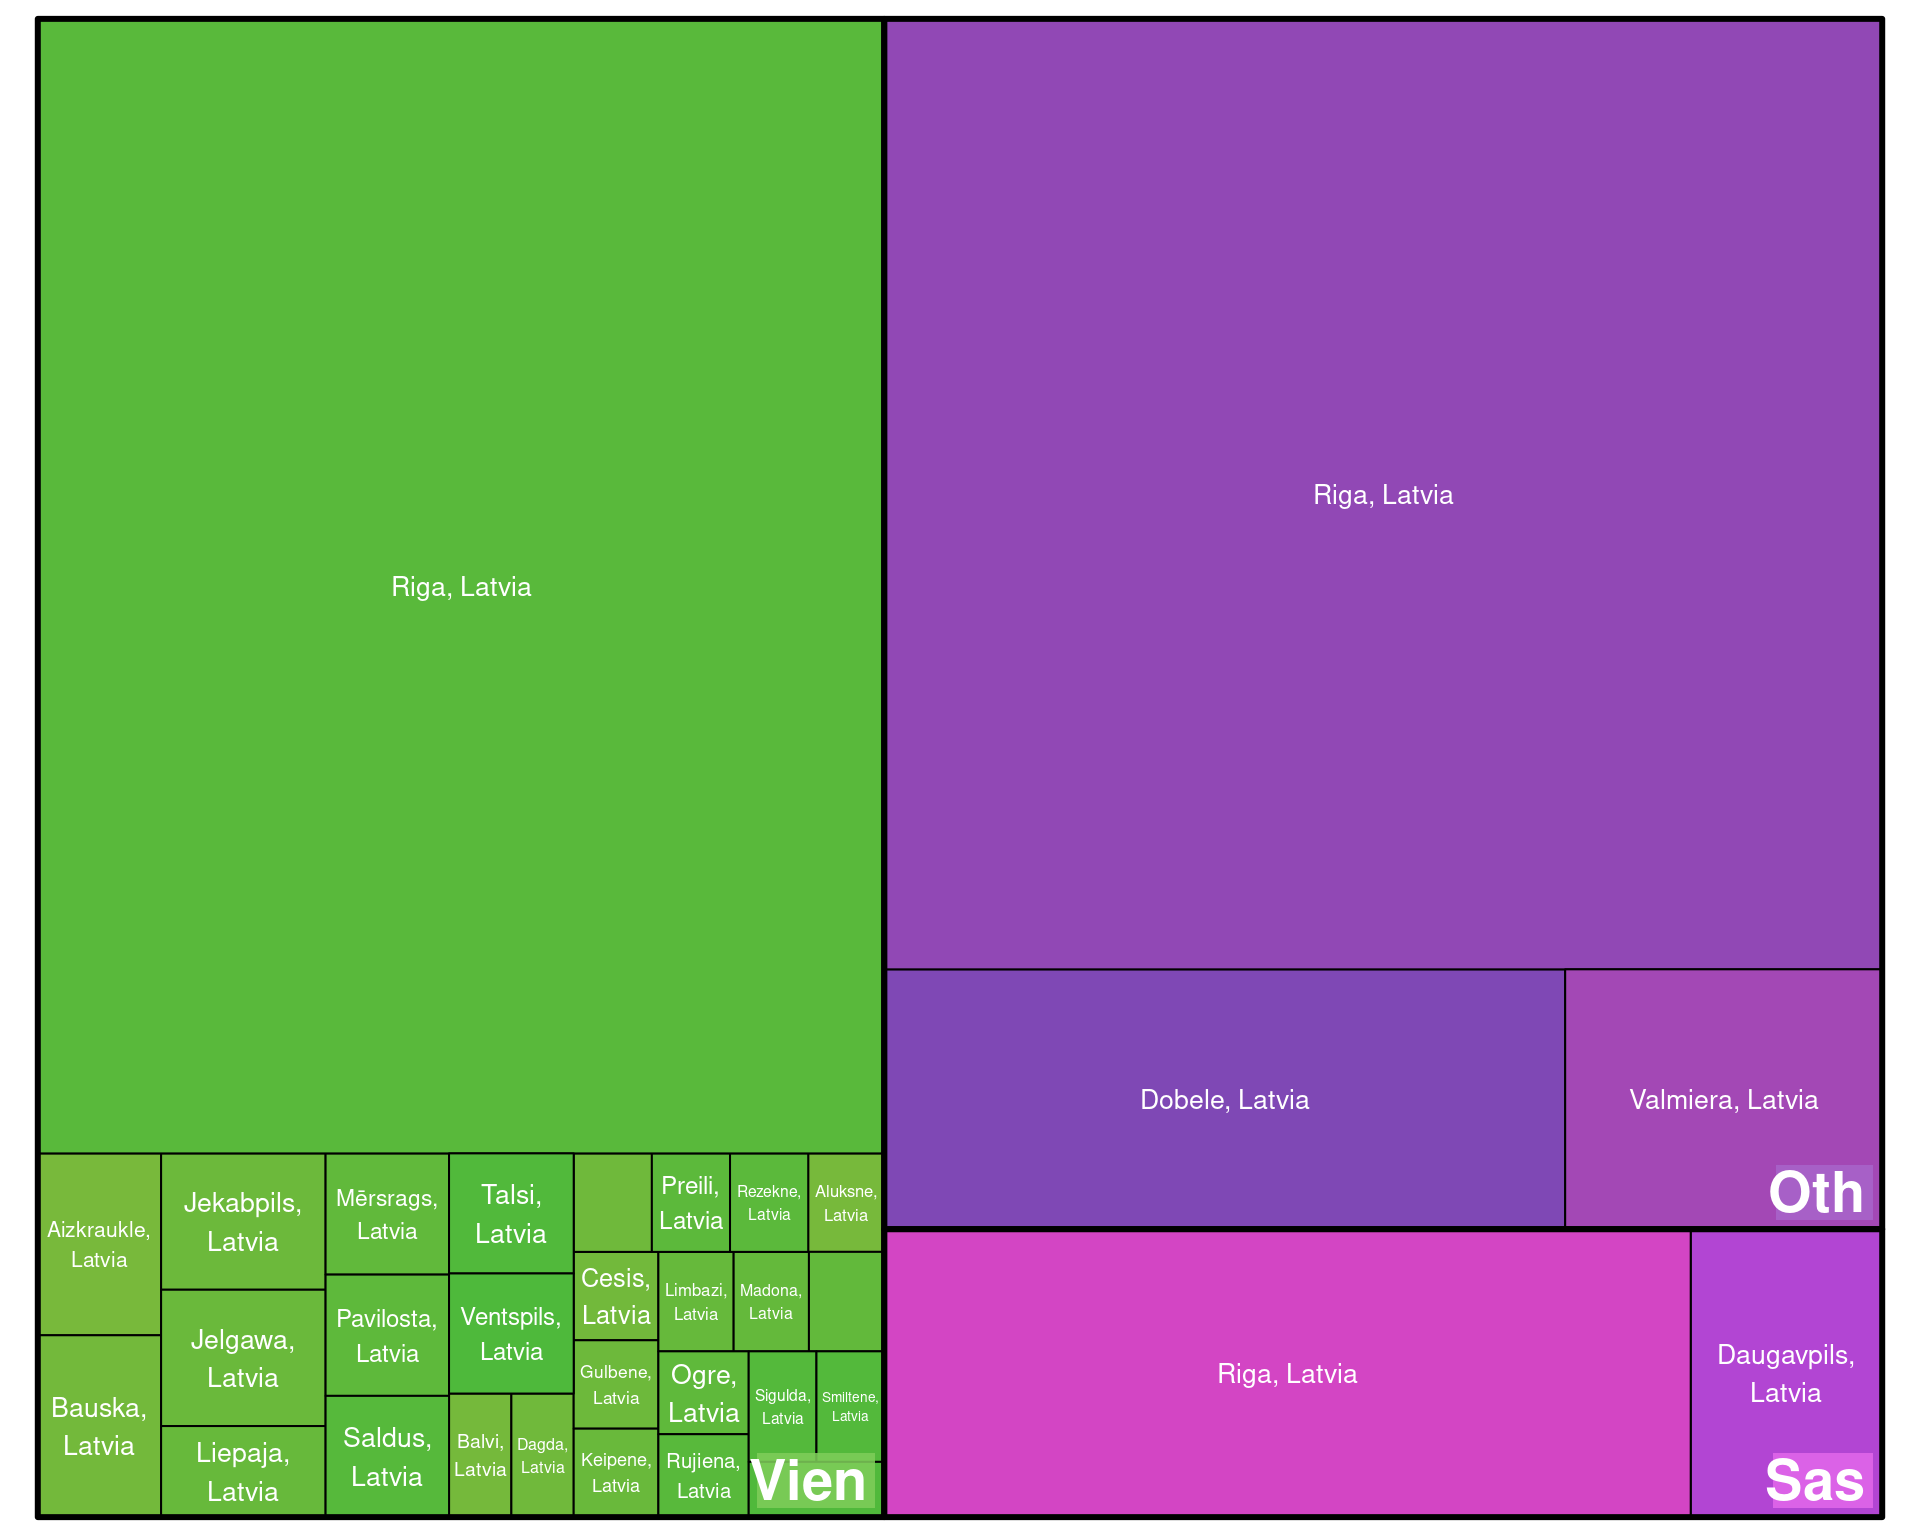 Riga, Latvia
Aizkraukle,
Latvia
Bauska,
Latvia
Jekabpils,
Latvia
Jelgawa,
Latvia
Liepaja,
Latvia
Mērsrags,
Latvia
Pavilosta,
Latvia
Saldus,
Latvia
Talsi,
Latvia
Ventspils,
Latvia
Balvi,
Latvia
Dagda,
Latvia
Preili,
Latvia
Rezekne,
Latvia
Aluksne,
Latvia
Cesis,
Latvia
Gulbene,
Latvia
Keipene,
Latvia
Limbazi,
Latvia
Madona,
Latvia
Ogre,
Latvia
Rujiena,
Latvia
Sigulda,
Latvia
Smiltene,
Latvia
Vien
Riga, Latvia
Dobele, Latvia
Valmiera, Latvia
Oth
Riga, Latvia
Daugavpils,
Latvia
Sas